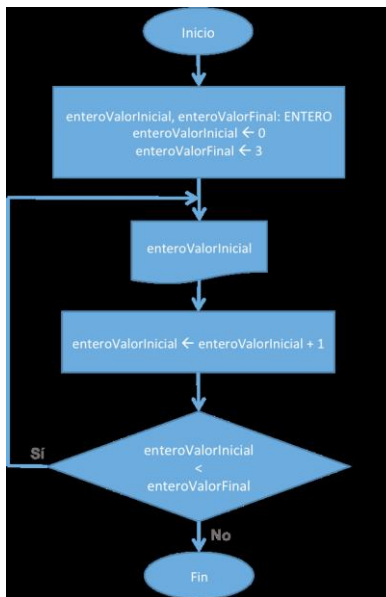 Inicio
enteroValorInicial, enteroValorFinal: ENTERO
enteroValorInicial ← 0
enteroValorFinal ← 3
enteroValorInicial
enteroValorInicial ← enteroValorInicial + 1
enteroValorInicial
<
enteroValorFinal
Sí
No
Fin